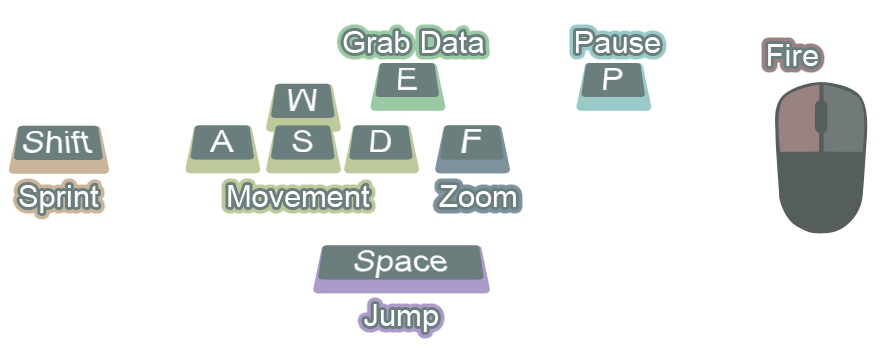 Grab Data
Pause
Fire
E
P
M
Shift
A
S
D
F
Sprint
Movement
Zoom
Space
Jump